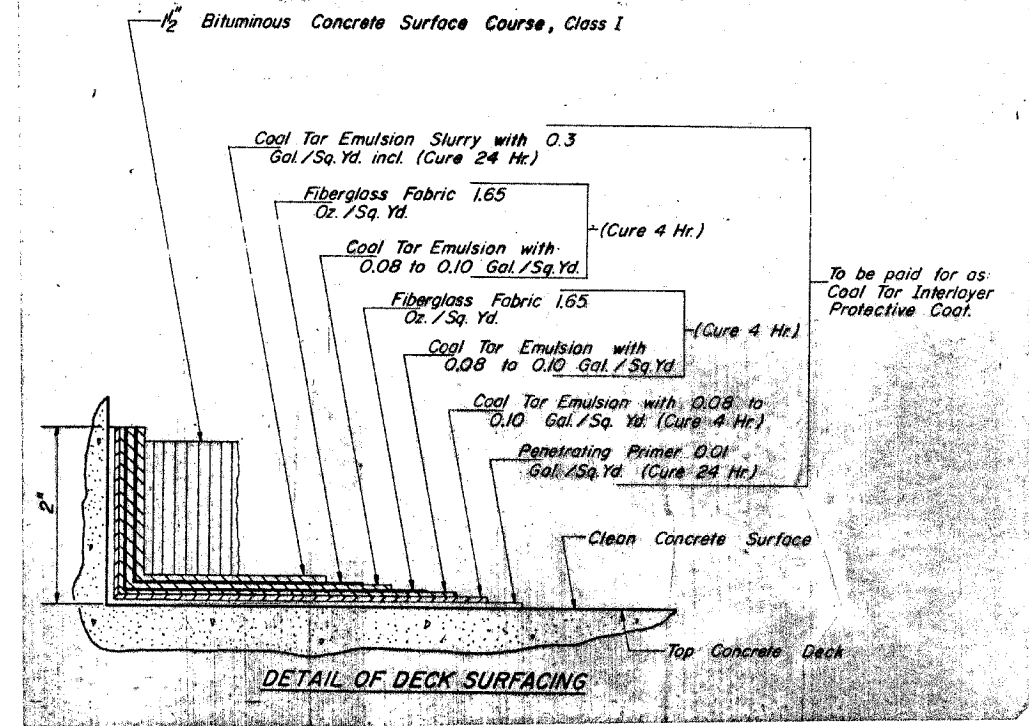 1½" Bituminous Concrete Surface Course, Class I
Coal Tar Emulsion Slurry with 0.3
Gal./Sq. Yd. incl. (Cure 24 Hr.)
Fiberglass Fabric 1.65
Oz./Sq. Yd.
(Cure 4 Hr.)
Coal Tar Emulsion with
0.08 to 0.10 Gal./Sq. Yd.
Fiberglass Fabric 1.65
Oz./Sq. Yd.
(Cure 4 Hr.)
Coal Tar Emulsion with
0.08 to 0.10 Gal./Sq. Yd.
To be paid for as:
Coal Tar Interlayer
Protective Coat.
Coal Tar Emulsion with 0.08 to
0.10 Gal./Sq. Yd. (Cure 4 Hr.)
Penetrating Primer 0.01
Gal./Sq. Yd. (Cure 24 Hr.)
2"
Clean Concrete Surface
Top Concrete Deck
DETAIL OF DECK SURFACING